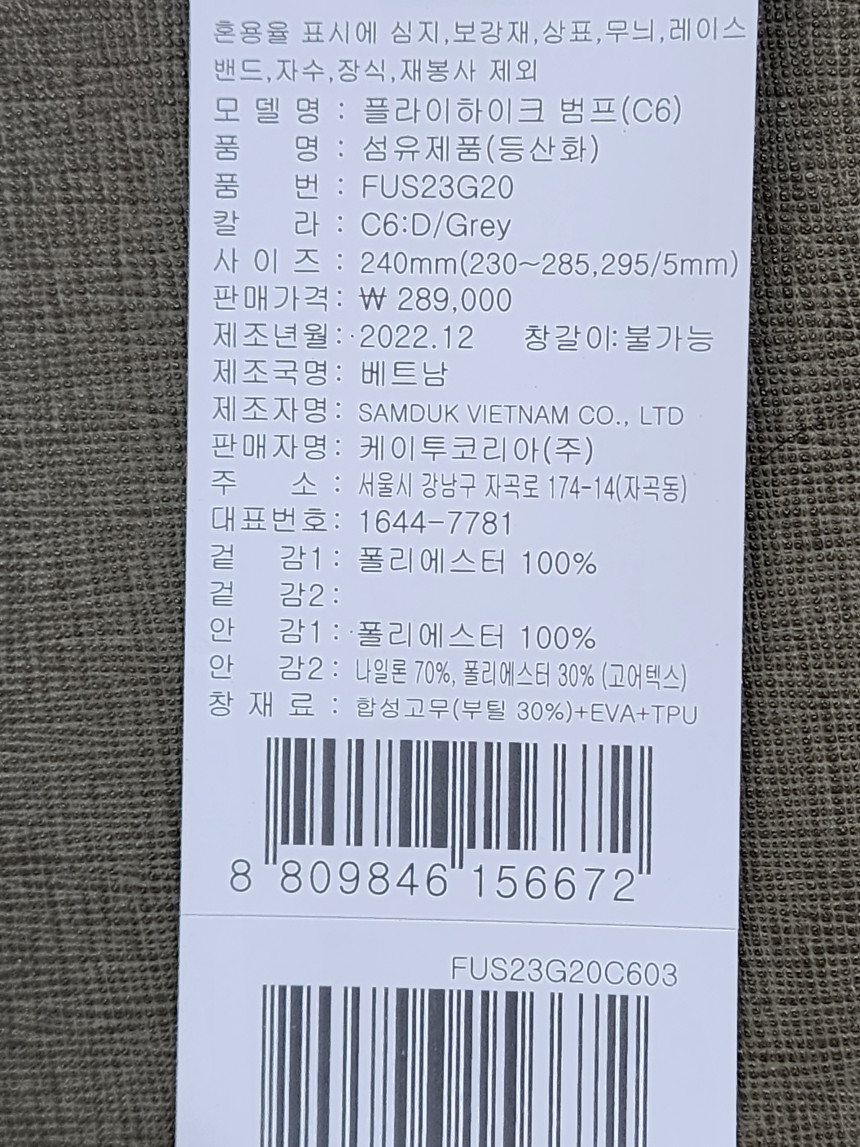 혼용율 표시에 심지,보강재,상표,무늬,레이스
밴드,자수,장식,재봉사 제외
모 델 명 : 플라이하이크 범프(C6)
품 명 : 섬유제품(등산화)
품 번 : FUS23G20
칼 라 : C6:D/Grey
사 이 즈 : 240mm(230~285,295/5mm)
판매가격: ₩ 289,000
제조년월: 2022.12 창갈이:불가능
제조국명: 베트남
제조자명: SAMDUK VIETNAM CO., LTD
판매자명: 케이투코리아(주)
주 소 : 서울시 강남구 자곡로 174-14(자곡동)
대표번호: 1644-7781
겉 감1: 폴리에스터 100%
겉 감2:
안 감1: 폴리에스터 100%
안 감2: 나일론 70%, 폴리에스터 30% (고어텍스)
창 재 료 : 합성고무(부틸 30%)+EVA+TPU
8 809846 156672
FUS23G20C603